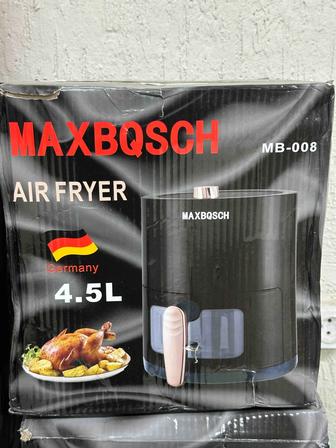 MAXBQSCH
MB-008
AIR FRYER
MAXBQSCH
Germany
4.5L